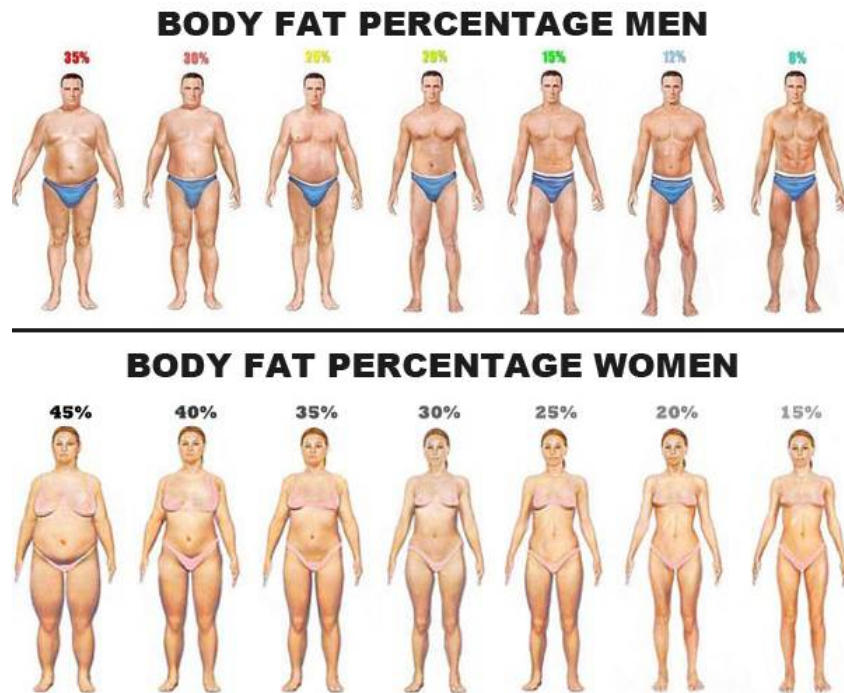 BODY FAT PERCENTAGE MEN
35% 30% 25% 20% 15% 12% 8%
BODY FAT PERCENTAGE WOMEN
45% 40% 35% 30% 25% 20% 15%